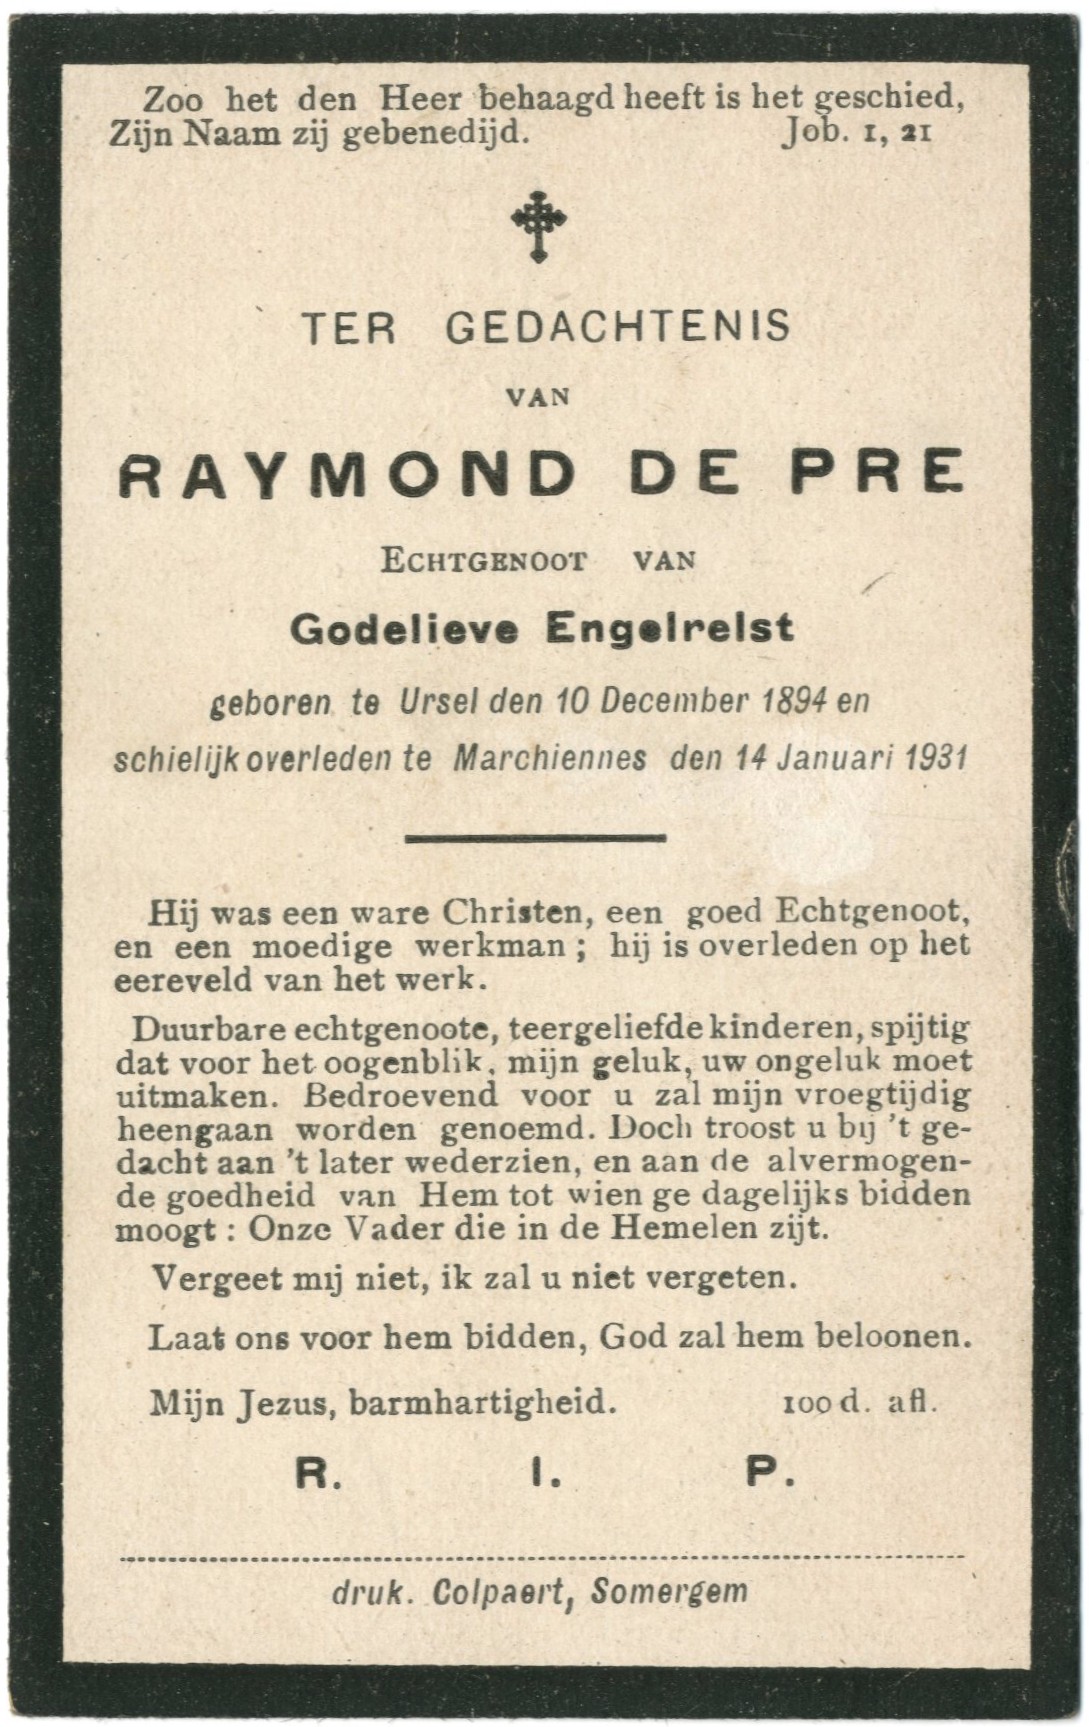 Zoo het den Heer behaagd heeft is het geschied,
Zijn Naam zij gebenedijd. Job. 1, 21
TER GEDACHTENIS
VAN
RAYMOND DE PRE
ECHTGENOOT VAN
Godelieve Engelrelst
geboren te Ursel den 10 December 1894 en
schielijk overleden te Marchiennes den 14 Januari 1931
Hij was een ware Christen, een goed Echtgenoot,
en een moedige werkman ; hij is overleden op het
eereveld van het werk.
Duurbare echtgenoote, teergeliefde kinderen, spijtig
dat voor het oogenblik, mijn geluk, uw ongeluk moet
uitmaken. Bedroevend voor u zal mijn vroegtijdig
heengaan worden genoemd. Doch troost u bij 't ge-
dacht aan 't later wederzien, en aan de alvermogen-
de goedheid van Hem tot wien ge dagelijks bidden
moogt : Onze Vader die in de Hemelen zijt.
Vergeet mij niet, ik zal u niet vergeten.
Laat ons voor hem bidden, God zal hem beloonen.
Mijn Jezus, barmhartigheid. 100 d. afl.
R. I. P.
druk. Colpaert, Somergem